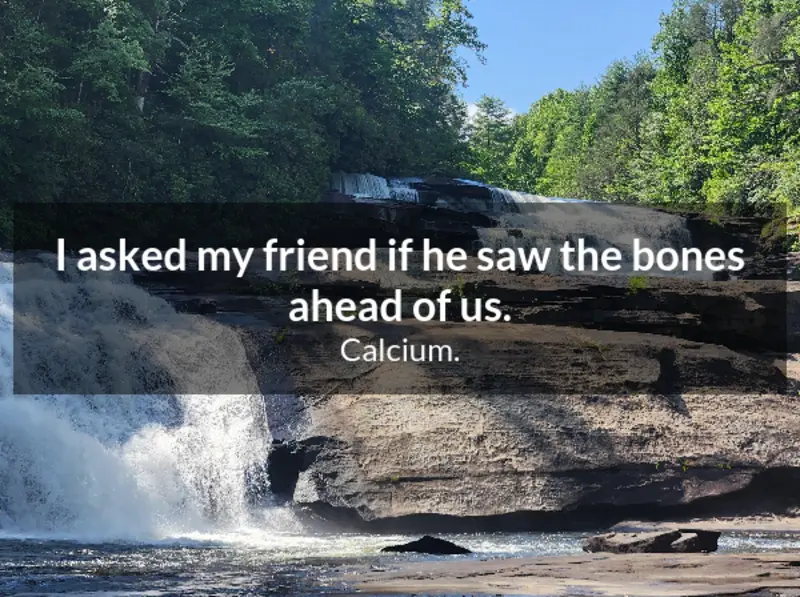 I asked my friend if he saw the bones
ahead of us.
Calcium.